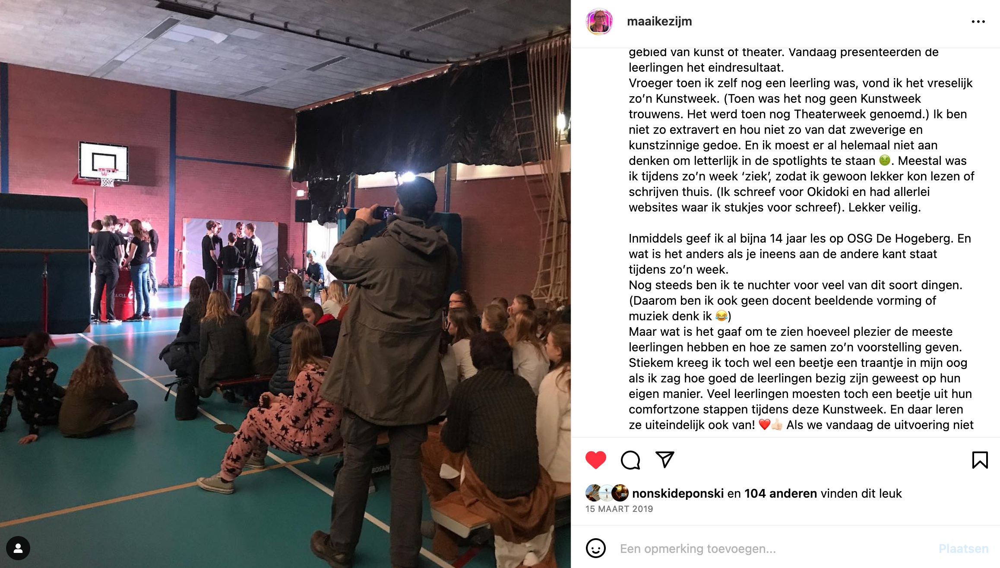 maaikezijm
gebied van kunst of theater. Vandaag presenteerden de
leerlingen het eindresultaat.
Vroeger toen ik zelf nog een leerling was, vond ik het vreselijk
zo’n Kunstweek. (Toen was het nog geen Kunstweek
trouwens. Het werd toen nog Theaterweek genoemd.) Ik ben
niet zo extravert en hou niet zo van dat zweverige en
kunstzinnige gedoe. En ik moest er al helemaal niet aan
denken om letterlijk in de spotlights te staan 🤢. Meestal was
ik tijdens zo’n week ‘ziek’, zodat ik gewoon lekker kon lezen of
schrijven thuis. (Ik schreef voor Okidoki en had allerlei
websites waar ik stukjes voor schreef). Lekker veilig.
Inmiddels geef ik al bijna 14 jaar les op OSG De Hogeberg. En
wat is het anders als je ineens aan de andere kant staat
tijdens zo’n week.
Nog steeds ben ik te nuchter voor veel van dit soort dingen.
(Daarom ben ik ook geen docent beeldende vorming of
muziek denk ik 😂)
Maar wat is het gaaf om te zien hoeveel plezier de meeste
leerlingen hebben en hoe ze samen zo’n voorstelling geven.
Stiekem kreeg ik toch wel een beetje een traantje in mijn oog
als ik zag hoe goed de leerlingen bezig zijn geweest op hun
eigen manier. Veel leerlingen moesten toch een beetje uit hun
comfortzone stappen tijdens deze Kunstweek. En daar leren
ze uiteindelijk ook van! ❤️👍🏻 Als we vandaag de uitvoering niet
nonskideponski en 104 anderen vinden dit leuk
15 MAART 2019
Een opmerking toevoegen...
Plaatsen
BOSAN